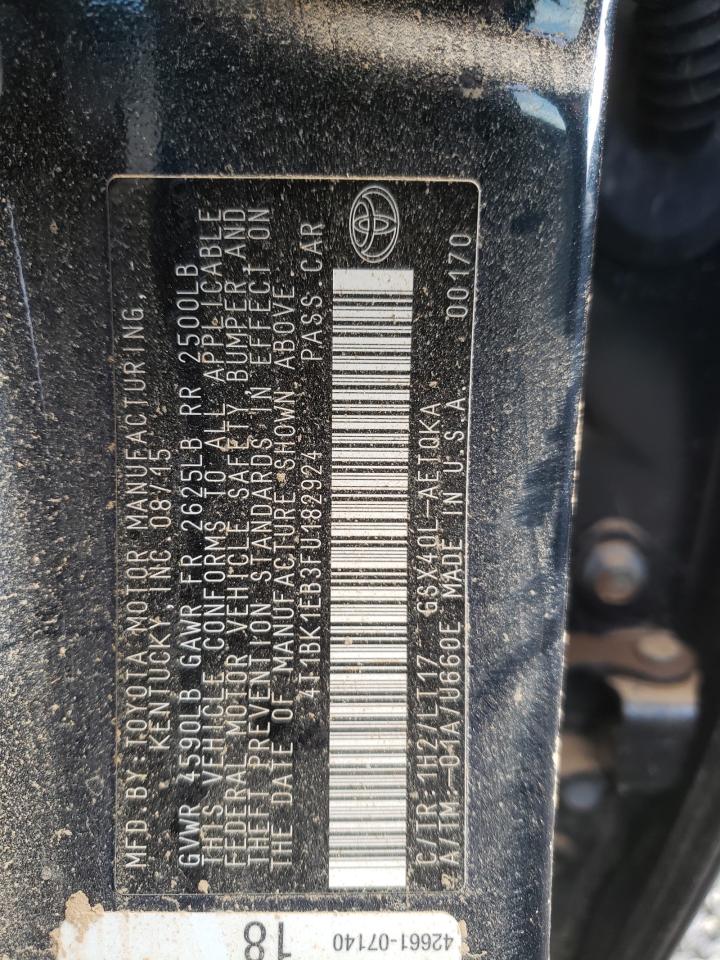 MFD BY:TOYOTA MOTOR MANUFACTURING,
KENTUCKY, INC 08/15
GVWR 4590LB GAWR FR 2625LB RR 2500LB
THIS VEHICLE CONFORMS TO ALL APPLICABLE
FEDERAL MOTOR VEHICLE SAFETY, BUMPER AND
THEFT PREVENTION STANDARDS IN EFFECT ON
THE DATE OF MANUFACTURE SHOWN ABOVE.
4T1BK1EB3FU182924 PASS CAR
C/TR:1H2/LT17 GSX40L-AETQKA
A/TM:-01A/U660E MADE IN U.S.A. 00170
42661-07140
18